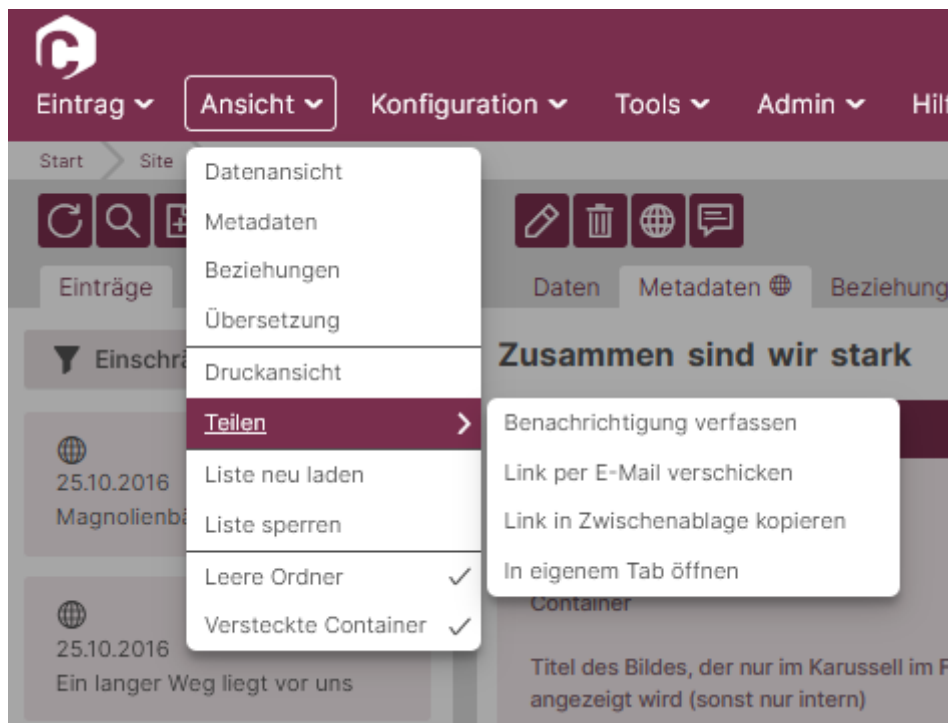 Eintrag
Ansicht
Konfiguration
Tools
Admin
Start
Site
Datenansicht
Metadaten
Beziehungen
Übersetzung
Druckansicht
Teilen
Liste neu laden
Liste sperren
Leere Ordner
Versteckte Container
Benachrichtigung verfassen
Link per E-Mail verschicken
Link in Zwischenablage kopieren
In eigenem Tab öffnen
Einträge
25.10.2016
25.10.2016
Ein langer Weg liegt vor uns
Daten
Metadaten
Zusammen sind wir stark
Container
Titel des Bildes, der nur im Karussell im
angezeigt wird (sonst nur intern)